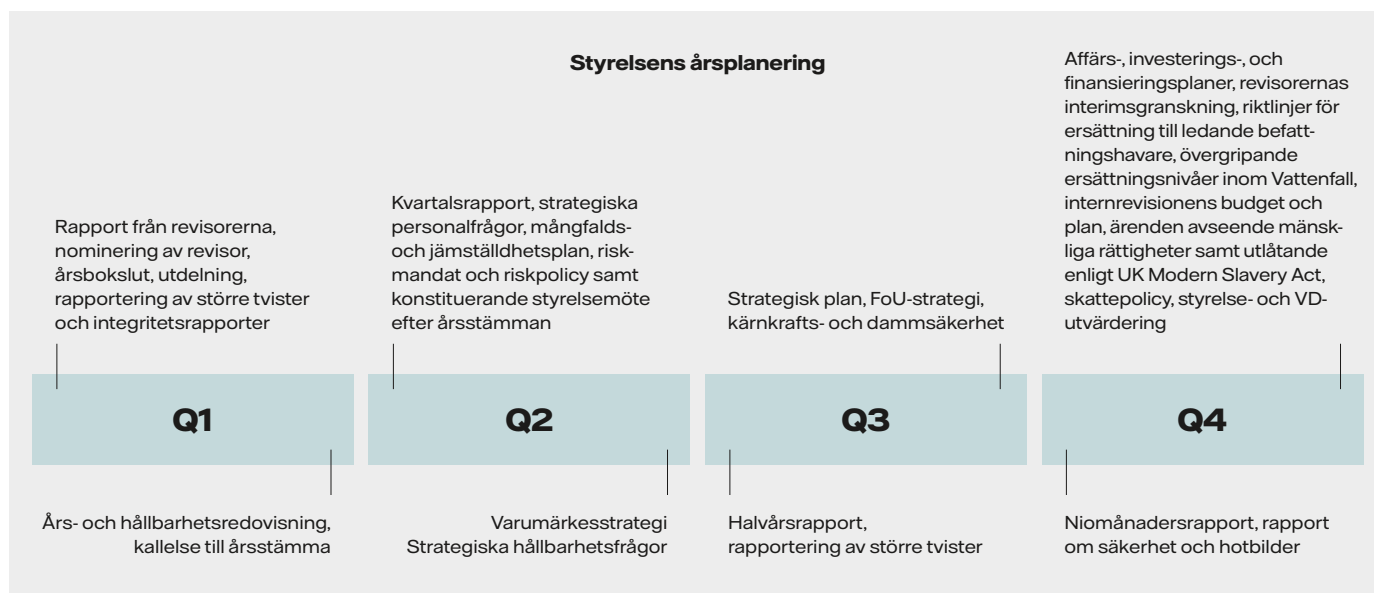 Styrelsens årsplanering
Rapport från revisorerna,
nominering av revisor,
årsbokslut, utdelning,
rapportering av större tvister
och integritetsrapporter
Kvartalsrapport, strategiska
personalfrågor, mångfalds-
och jämställdhetsplan, risk-
mandat och riskpolicy samt
konstituerande styrelsemöte
efter årsstämman
Strategisk plan, FoU-strategi,
kärnkrafts- och dammsäkerhet
Affärs-, investerings-, och
finansieringsplaner, revisorernas
interimsgranskning, riktlinjer för
ersättning till ledande befatt-
ningshavare, övergripande
ersättningsnivåer inom Vattenfall,
internrevisionens budget och
plan, ärenden avseende mänsk-
liga rättigheter samt utlåtande
enligt UK Modern Slavery Act,
skattepolicy, styrelse- och VD-
utvärdering
Q1
Q2
Q3
Q4
Års- och hållbarhetsredovisning,
kallelse till årsstämma
Varumärkesstrategi
Strategiska hållbarhetsfrågor
Halvårsrapport,
rapportering av större tvister
Niomånadersrapport, rapport
om säkerhet och hotbilder